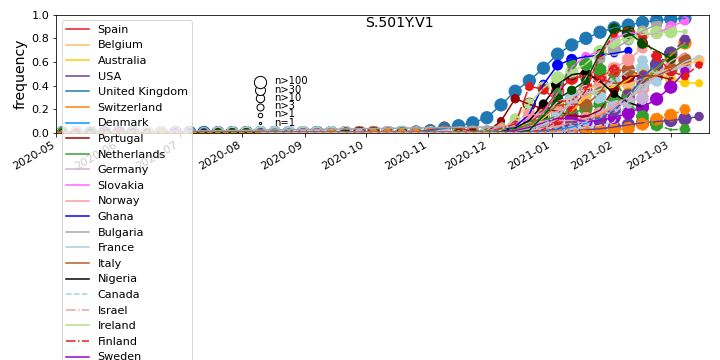 S.501Y.V1
frequency
1.0
0.8
0.6
0.4
0.2
0.0
2020-05
2020-07
2020-08
2020-09
2020-10
2020-11
2020-12
2021-01
2021-02
2021-03
n>100
n>30
n>10
n>3
n>1
n=1
Spain
Belgium
Australia
USA
United Kingdom
Switzerland
Denmark
Portugal
Netherlands
Germany
Slovakia
Norway
Ghana
Bulgaria
France
Italy
Nigeria
Canada
Israel
Ireland
Finland
Sweden